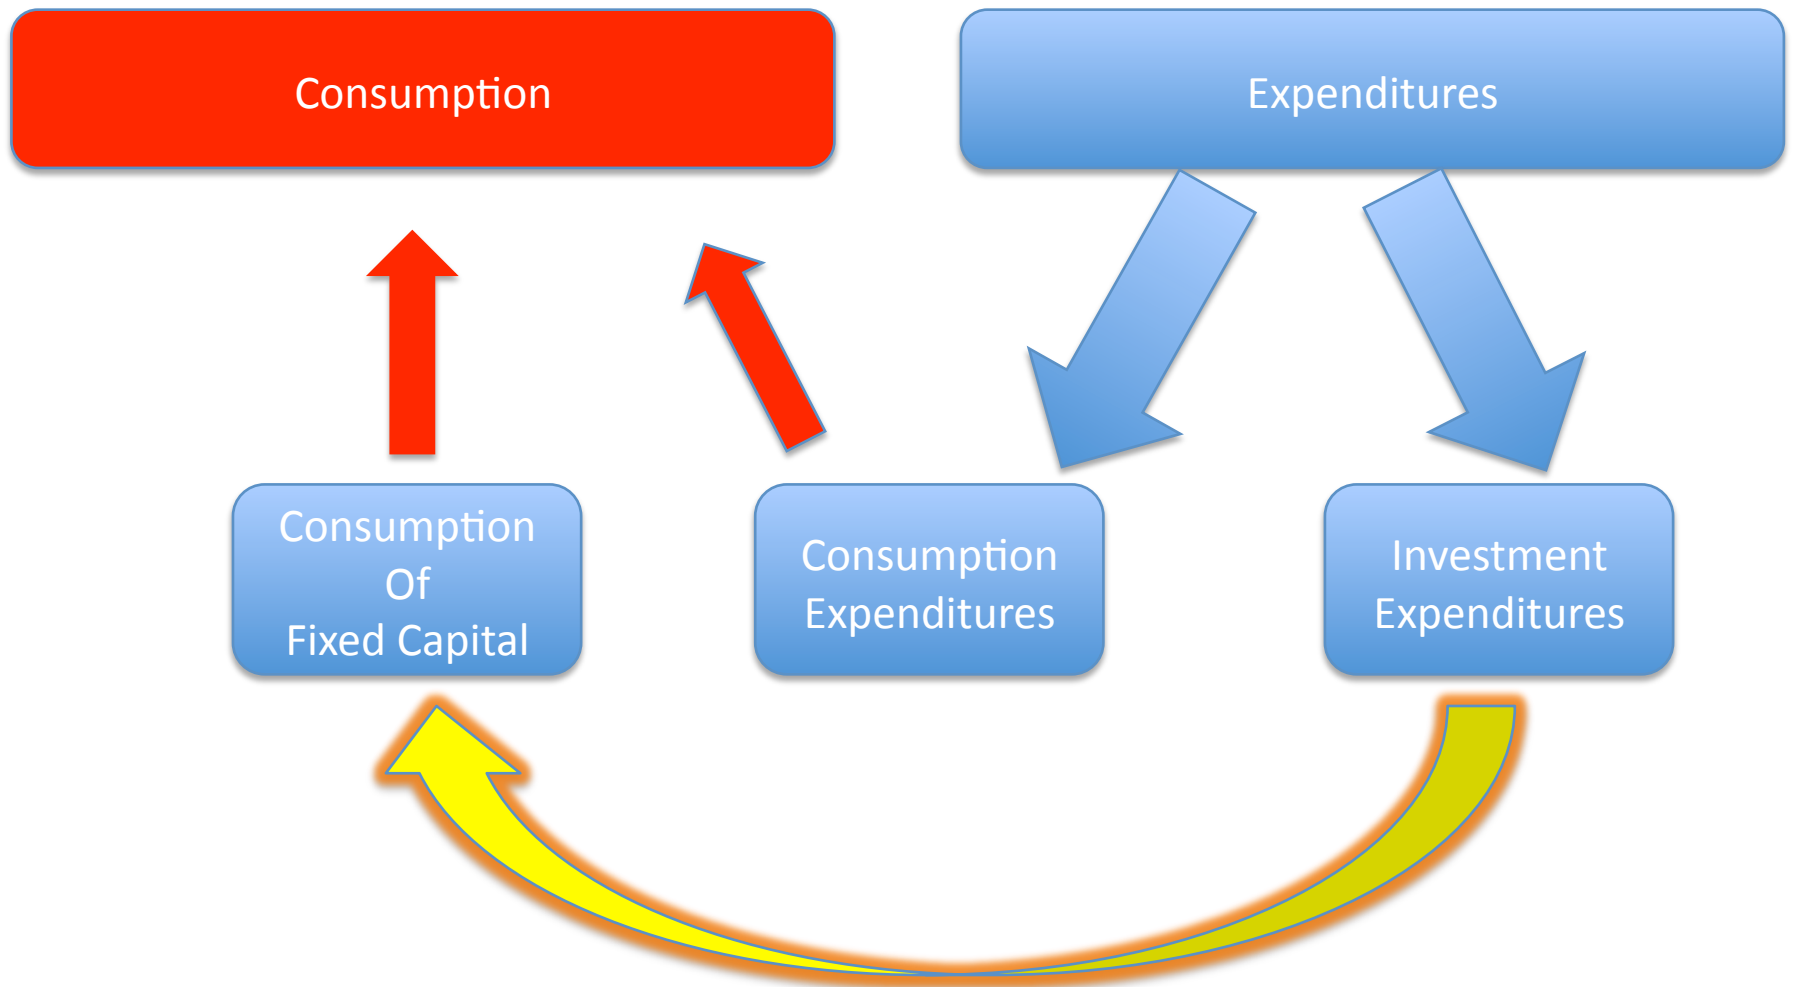 Consumption
Expenditures
Consumption
Of
Fixed Capital
Consumption
Expenditures
Investment
Expenditures